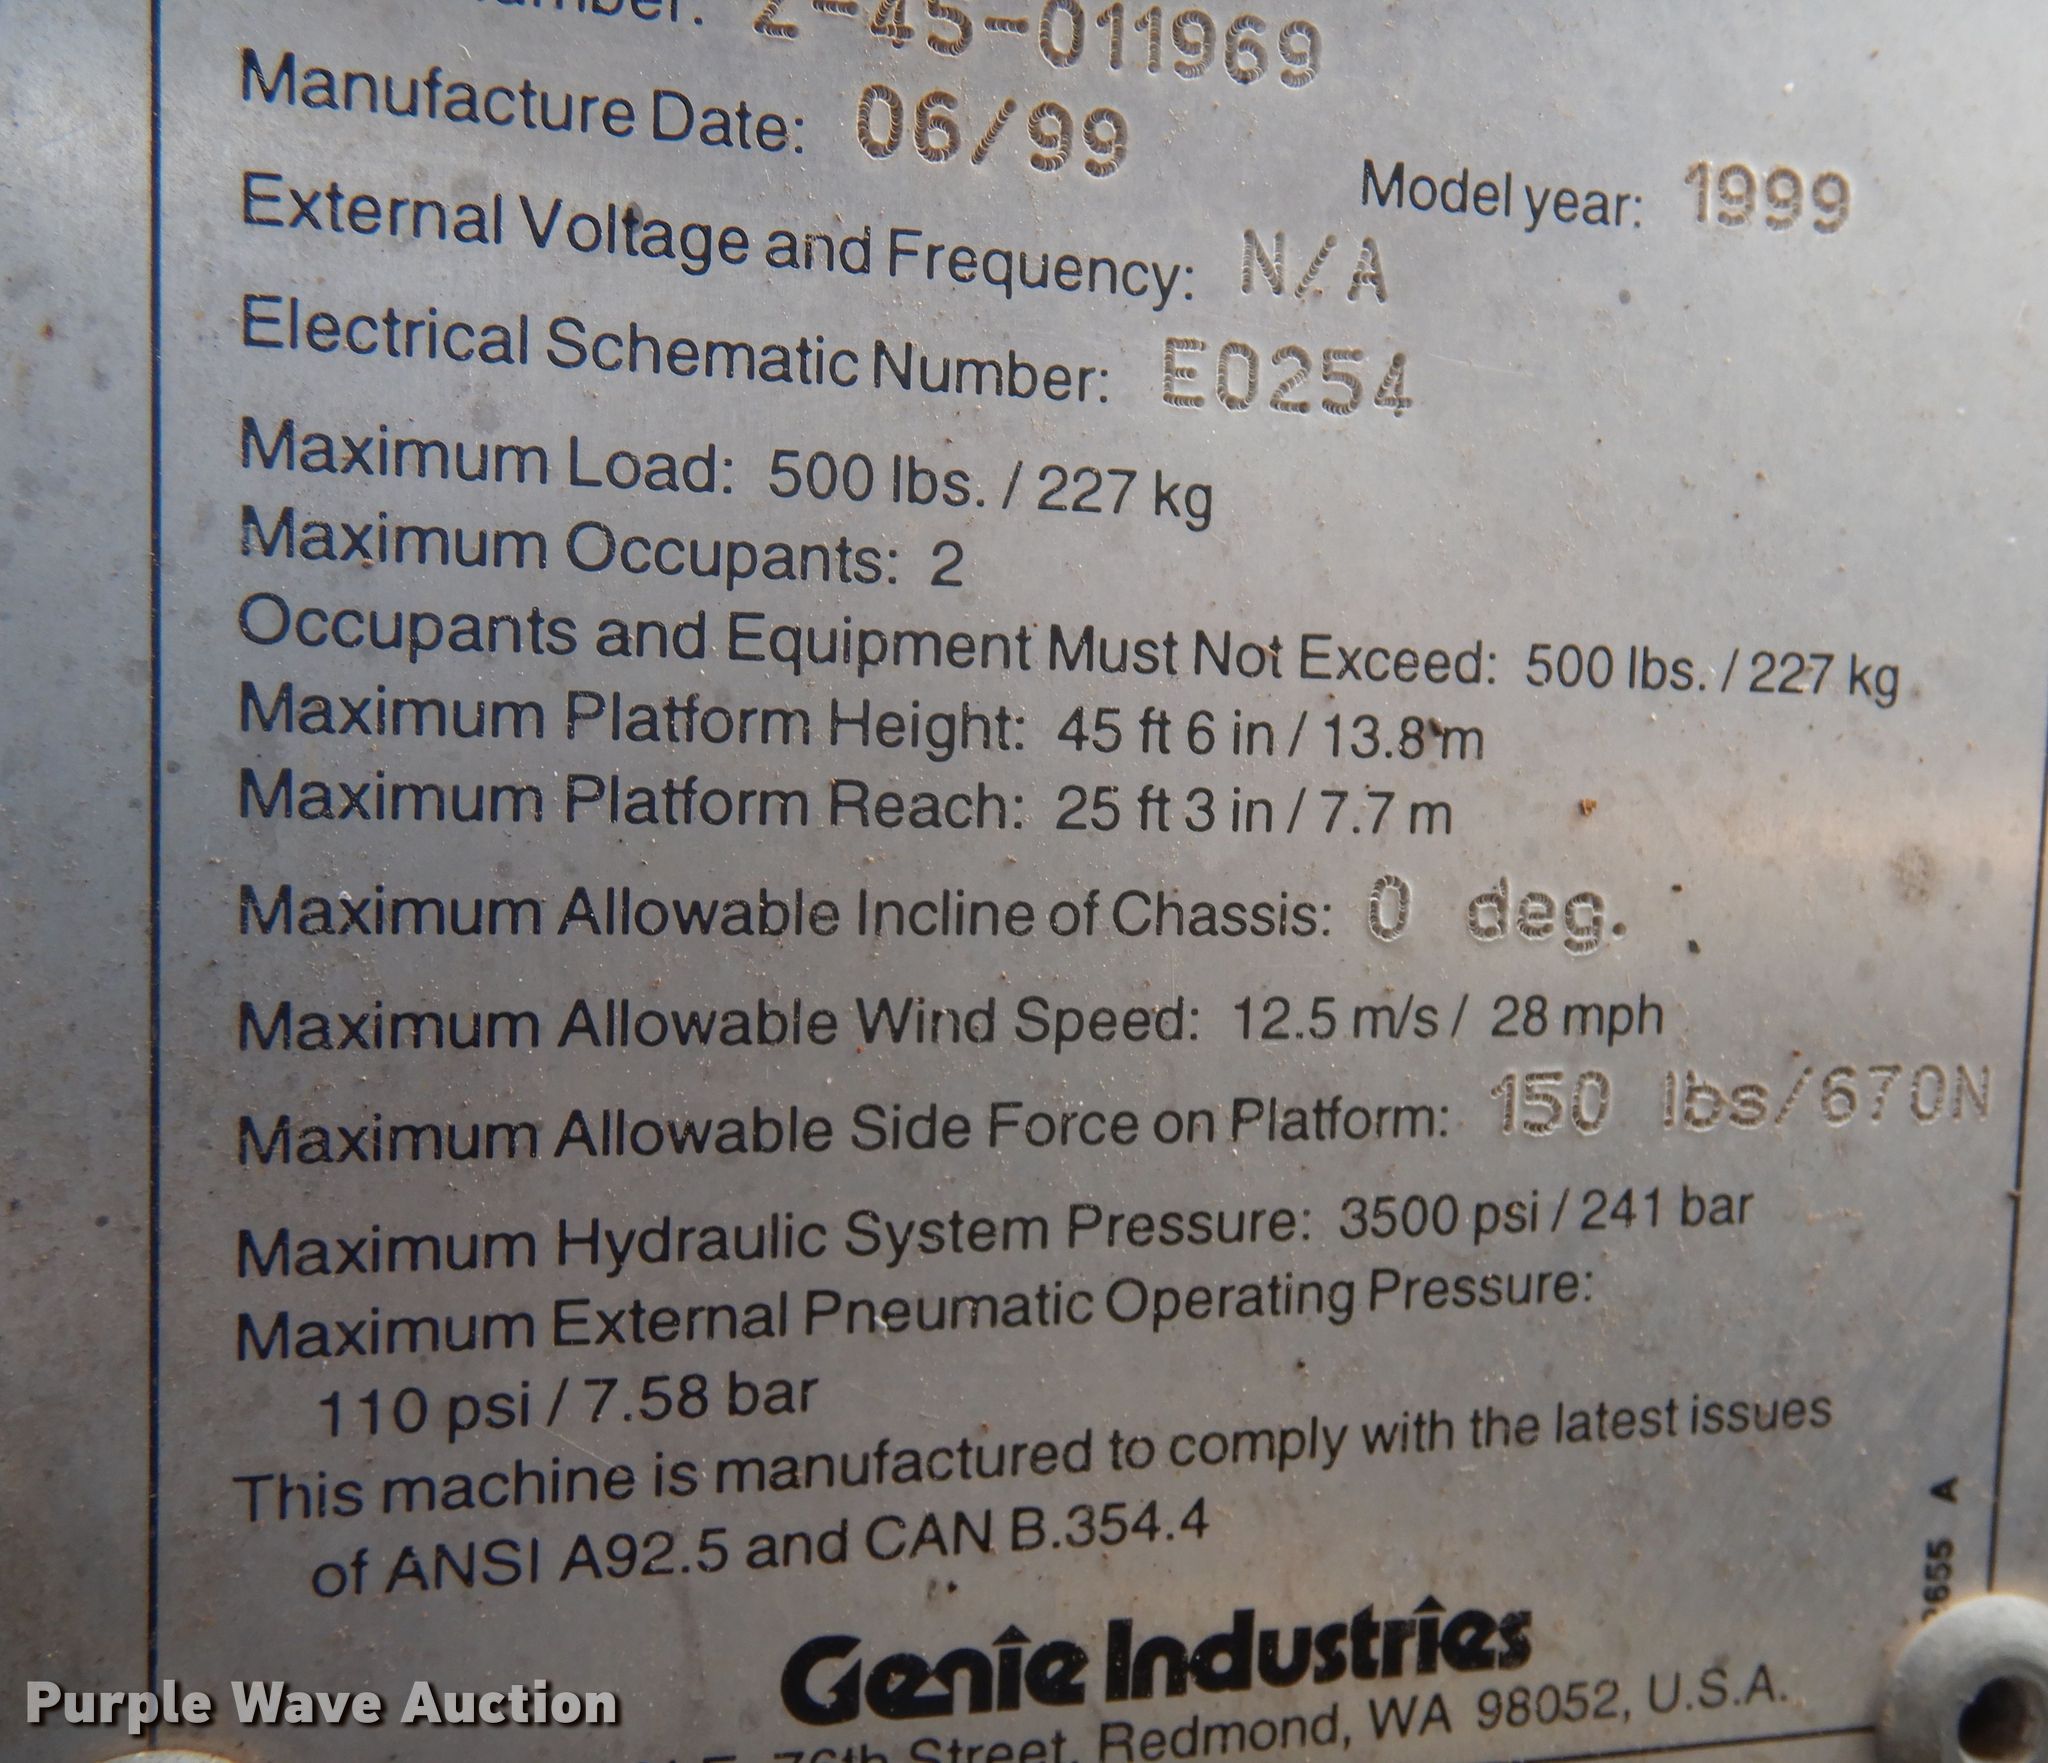 Z-45-011969
Manufacture Date: 06/99
Model year: 1999
External Voltage and Frequency: N/A
Electrical Schematic Number: E0254
Maximum Load: 500 lbs. / 227 kg
Maximum Occupants: 2
Occupants and Equipment Must Not Exceed: 500 lbs. / 227 kg
Maximum Platform Height: 45 ft 6 in / 13.8 m
Maximum Platform Reach: 25 ft 3 in / 7.7 m
Maximum Allowable Incline of Chassis: 0 deg.
Maximum Allowable Wind Speed: 12.5 m/s / 28 mph
Maximum Allowable Side Force on Platform: 150 lbs/670N
Maximum Hydraulic System Pressure: 3500 psi / 241 bar
Maximum External Pneumatic Operating Pressure:
110 psi / 7.58 bar
This machine is manufactured to comply with the latest issues
of ANSI A92.5 and CAN B.354.4
Genie Industries
76th Street, Redmond, WA 98052, U.S.A.
655 A
Purple Wave Auction